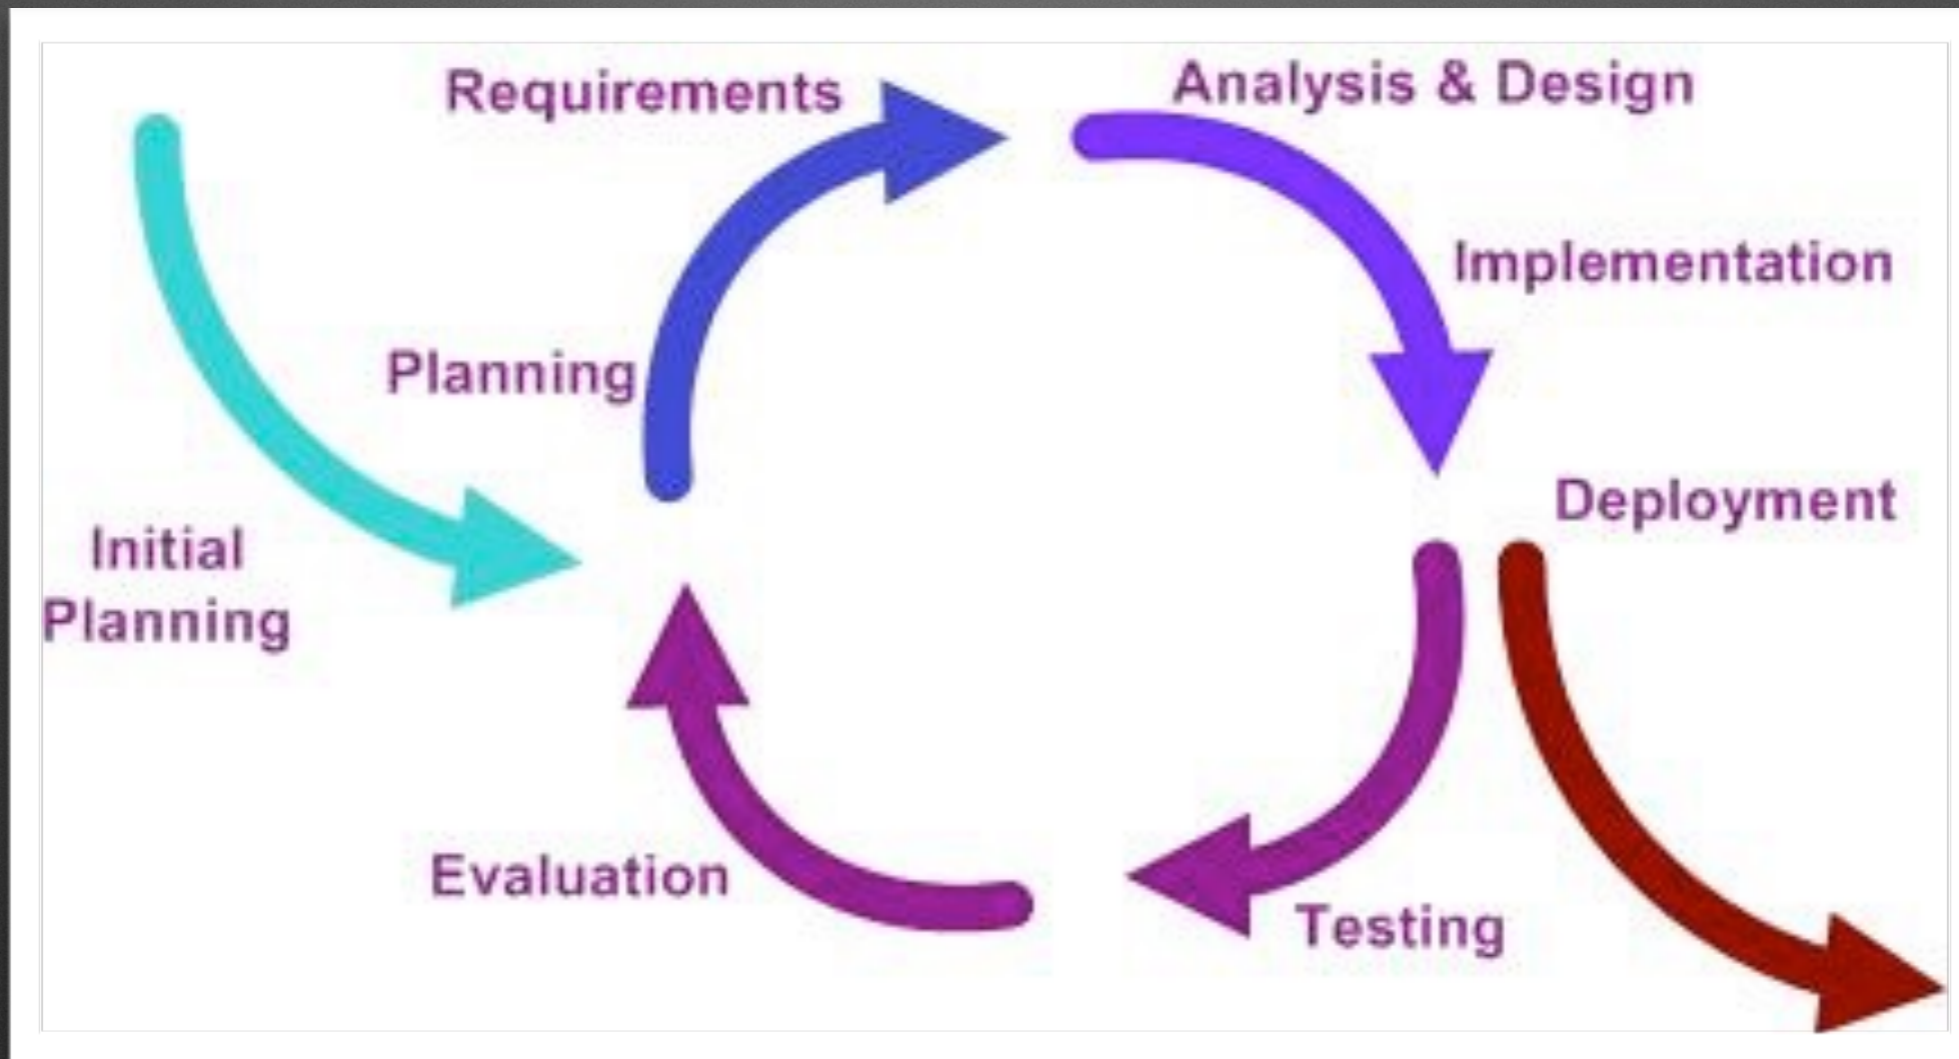 Requirements
Analysis & Design
Implementation
Planning
Deployment
Initial
Planning
Evaluation
Testing